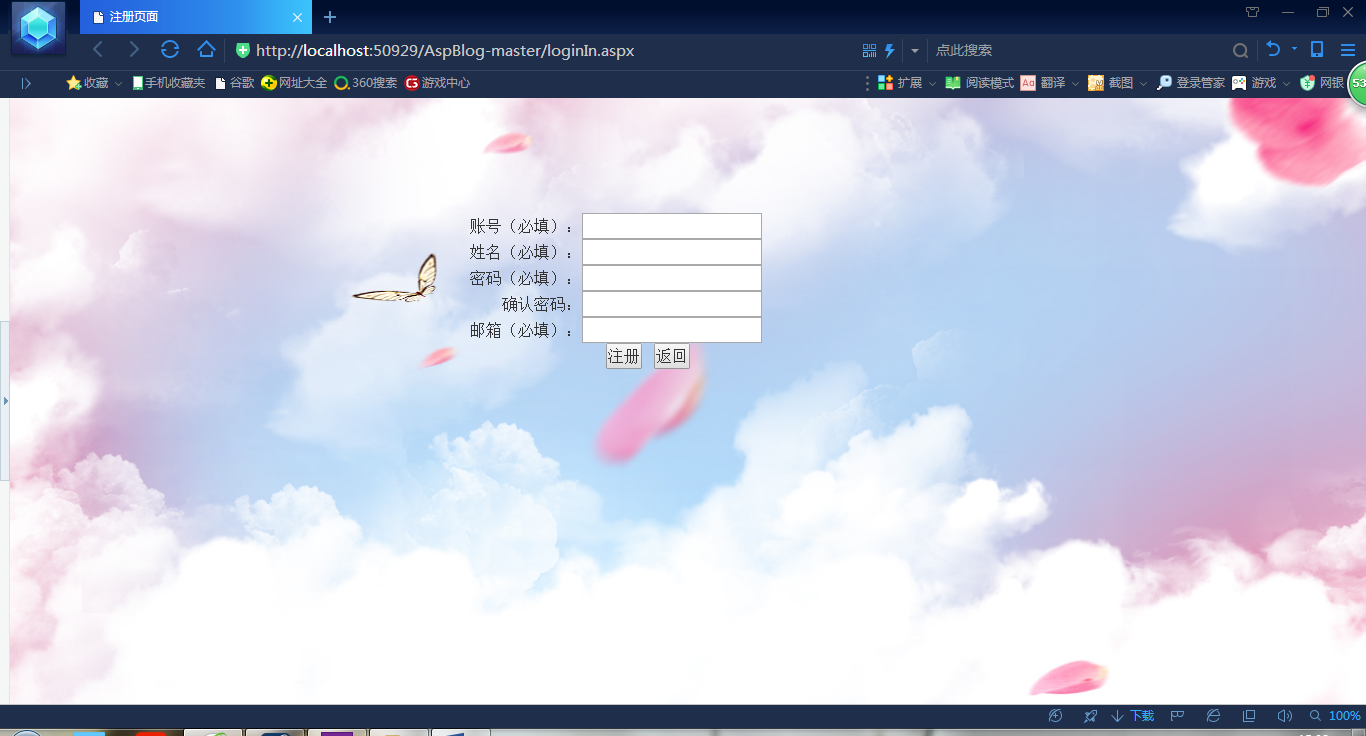 注册页面
http://localhost:50929/AspBlog-master/loginIn.aspx
点此搜索
收藏 手机收藏夹 谷歌 网址大全 360搜索 G5 游戏中心 扩展 阅读模式 Aa 翻译 截图 登录管家 游戏 网银
53
账号（必填）：
姓名（必填）：
密码（必填）：
确认密码：
邮箱（必填）：
注册 返回
下载 100%